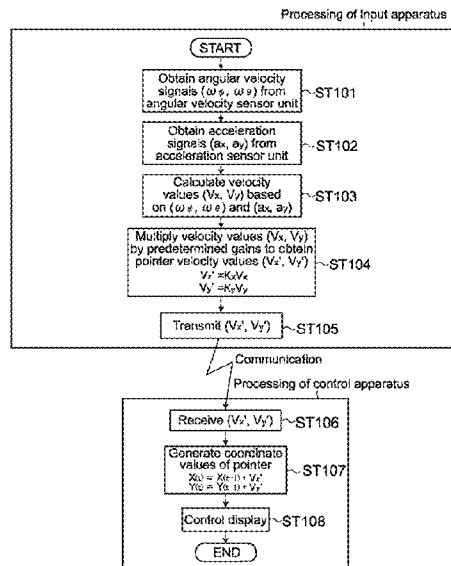 Processing of Input apparatus
START
Obtain angular velocity
signals (ωψ, ωθ) from
angular velocity sensor unit
ST101
Obtain acceleration
signals (ax, ay) from
acceleration sensor unit
ST102
Calculate velocity
values (Vx, Vy) based
on (ωψ, ωθ) and (ax, ay)
ST103
Multiply velocity values (Vx, Vy)
by predetermined gains to obtain
pointer velocity values (Vx', Vy')
Vx'=KxVx
Vy'=KyVy
ST104
Transmit (Vx', Vy')
ST105
Communication
Processing of control apparatus
Receive (Vx', Vy')
ST106
Generate coordinate
values of pointer
X(t) = X(t-1) + Vx'
Y(t) = Y(t-1) + Vy'
ST107
Control display
ST108
END